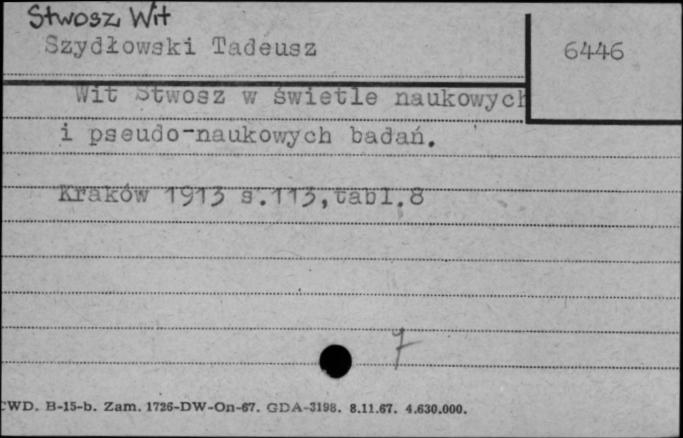 Stwosz Wit
Szydłowski Tadeusz
6446
Wit Stwosz w świetle naukowych
i pseudo-naukowych badań.
Kraków 1913 s.113,tabl.8
7
CWD. B-15-b. Zam. 1726-DW-On-67. GDA-3198. 8.11.67. 4.630.000.